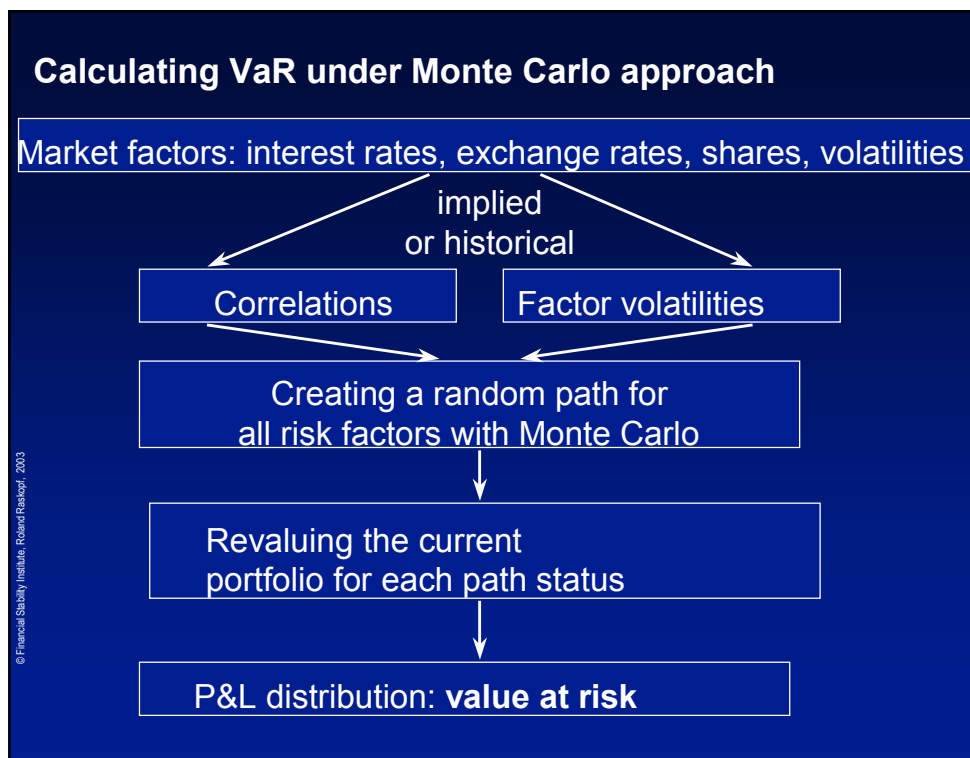 Calculating VaR under Monte Carlo approach
Market factors: interest rates, exchange rates, shares, volatilities
implied
or historical
Correlations
Factor volatilities
Creating a random path for
all risk factors with Monte Carlo
Revaluing the current
portfolio for each path status
P&L distribution: value at risk
© Financial Stability Institute, Roland Raskopf, 2003